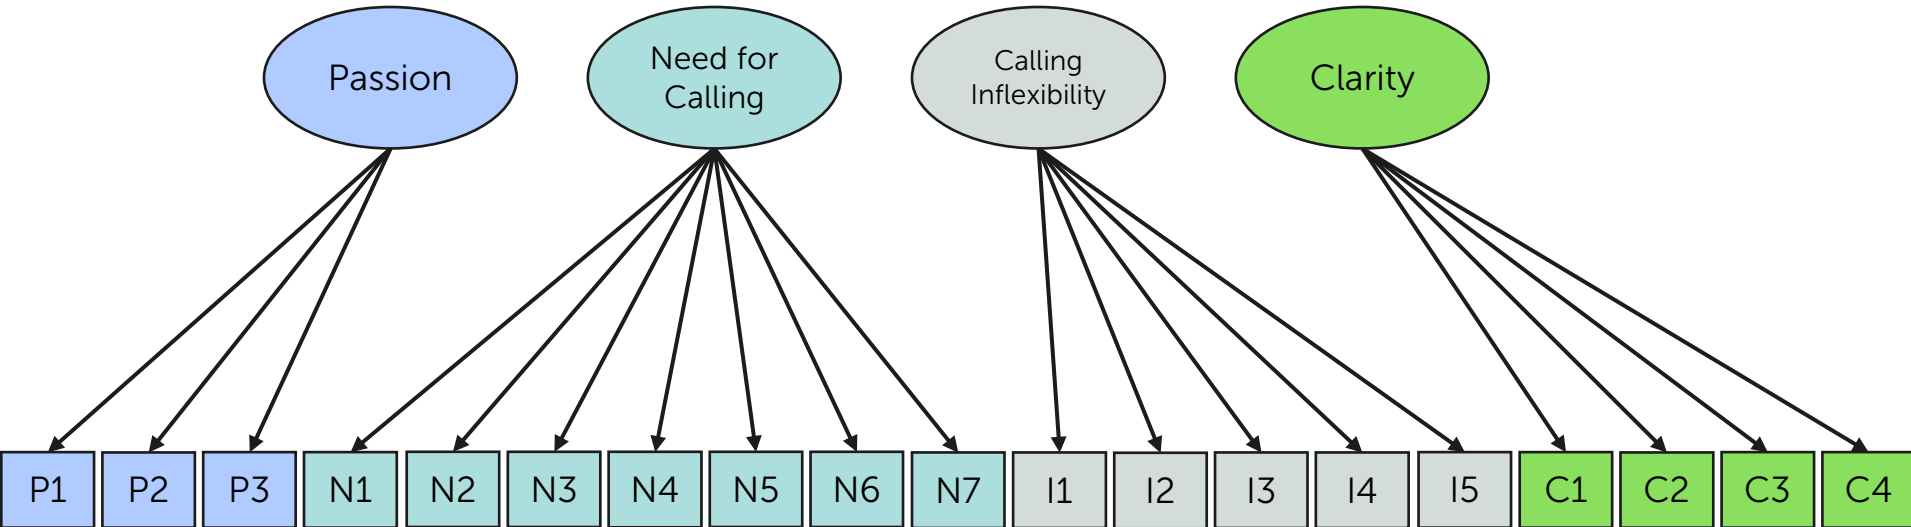 Passion
Need for
Calling
Calling
Inflexibility
Clarity
P1
P2
P3
N1
N2
N3
N4
N5
N6
N7
I1
I2
I3
I4
I5
C1
C2
C3
C4